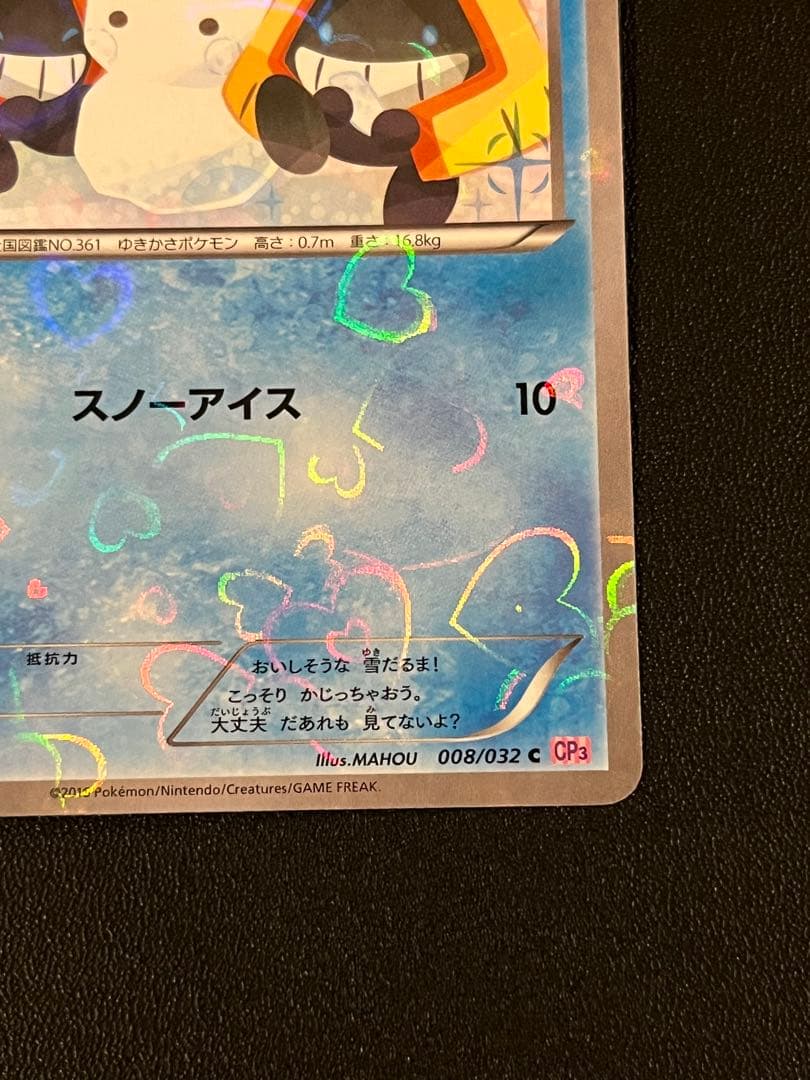 国図鑑NO.361 ゆきかさポケモン 高さ:0.7m 重さ:16.8kg
スノーアイス 10
抵抗力
おいしそうな 雪だるま!
こっそり かじっちゃおう。
大丈夫 だあれも 見てないよ?
Illus.MAHOU 008/032 C CP3
©2015 Pokémon/Nintendo/Creatures/GAME FREAK.